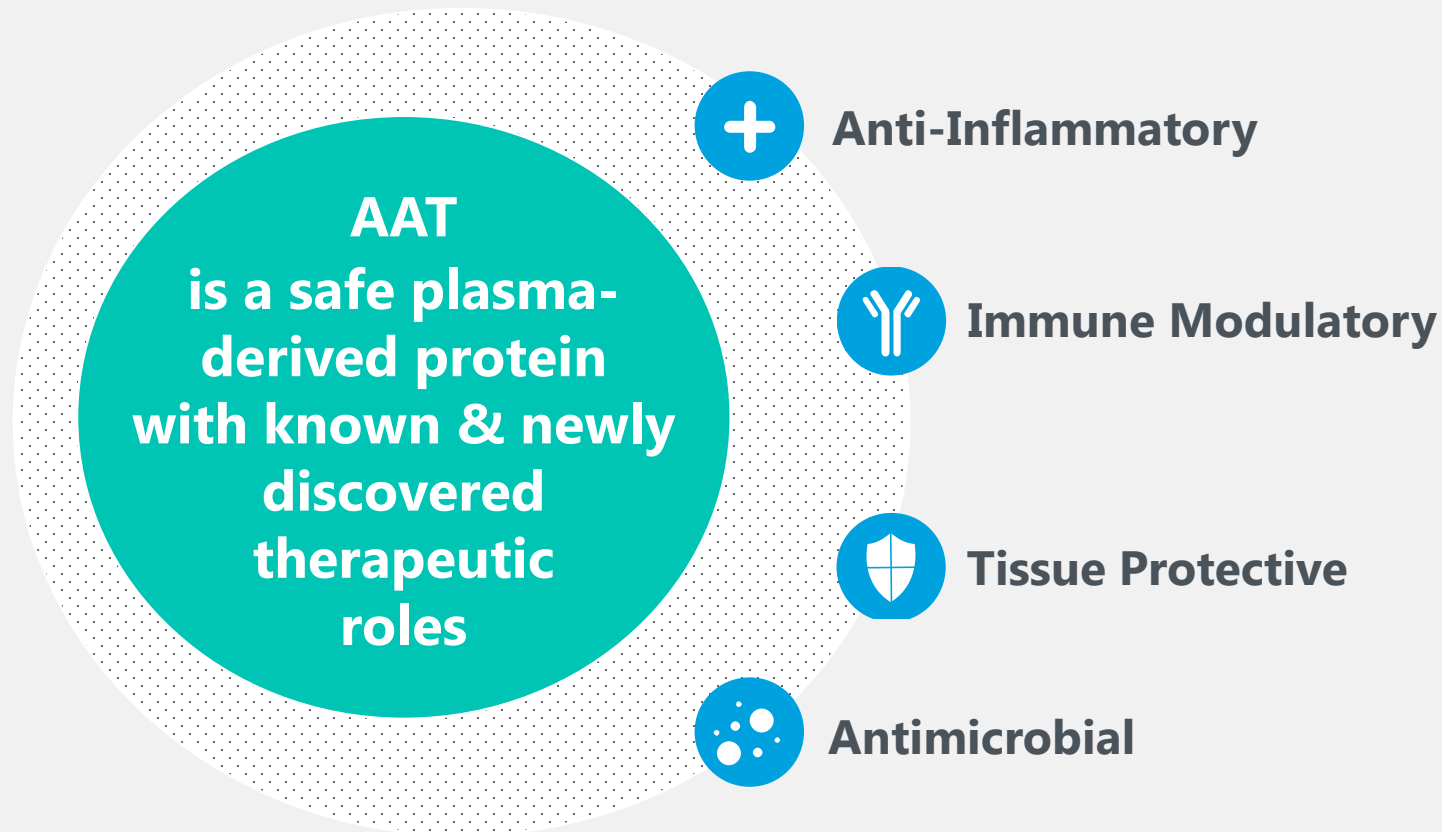 AAT
is a safe plasma-
derived protein
with known & newly
discovered
therapeutic
roles
Anti-Inflammatory
Immune Modulatory
Tissue Protective
Antimicrobial